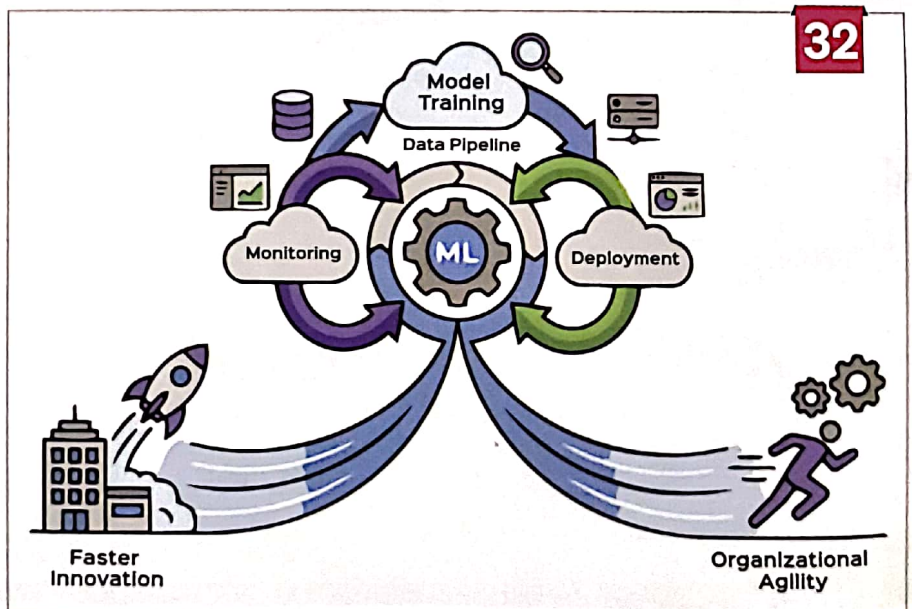 32
Model
Training
Data Pipeline
Monitoring
ML
Deployment
Faster
Innovation
Organizational
Agility